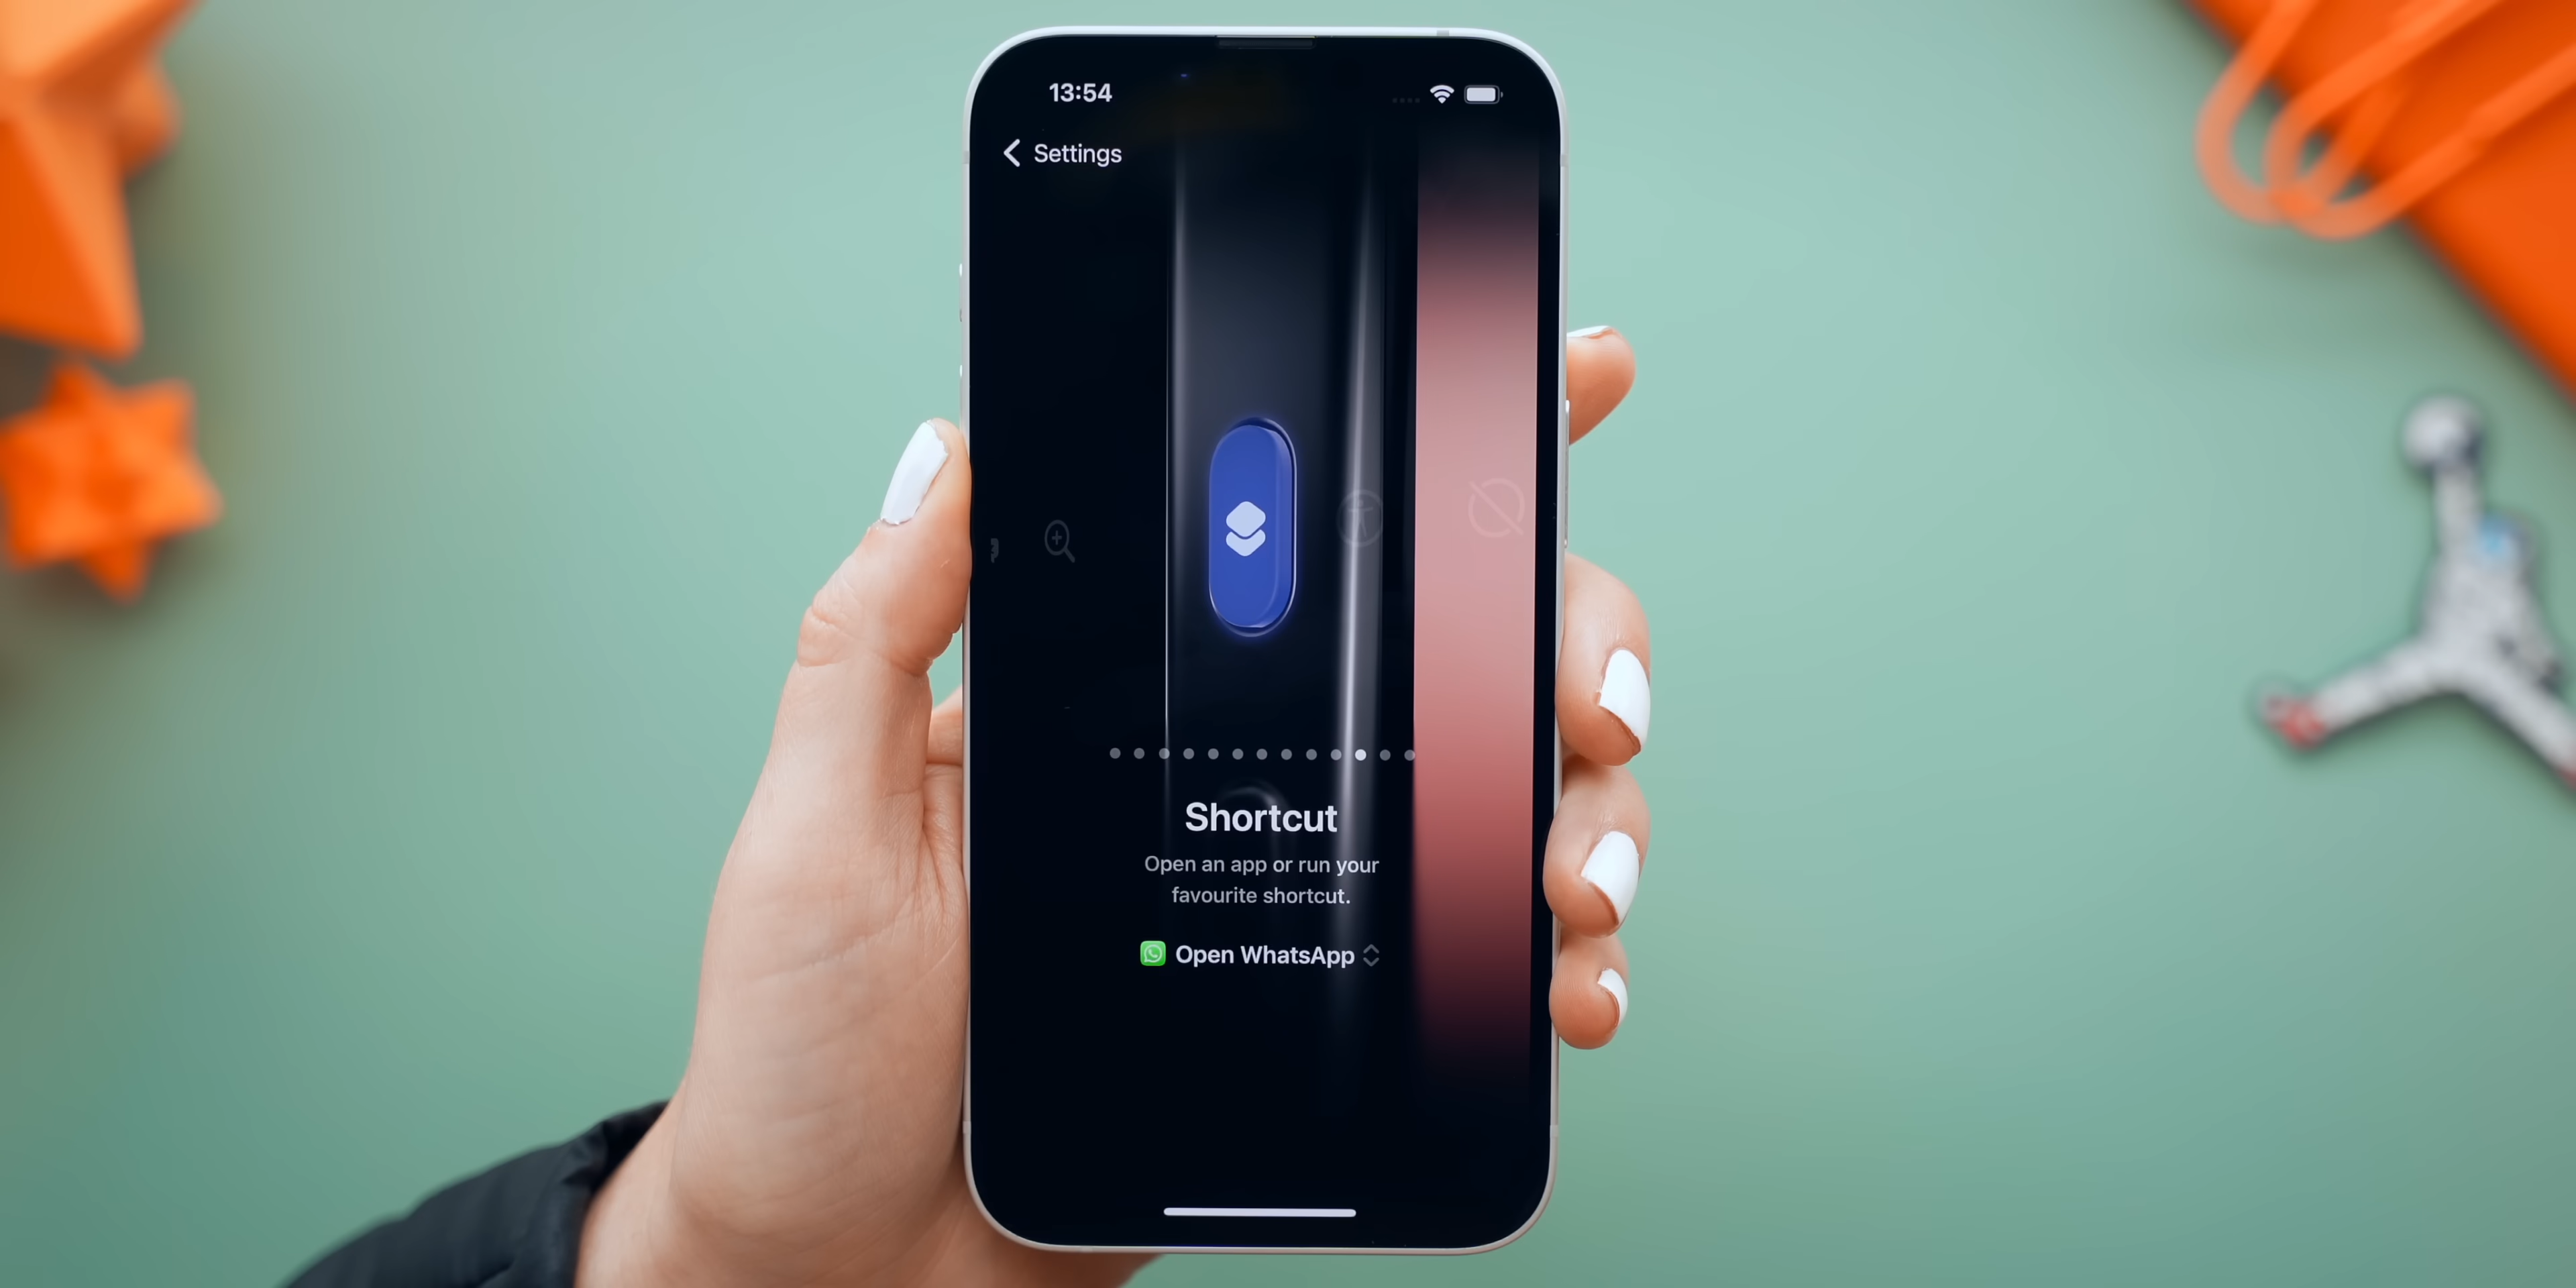 13:54
Settings
Shortcut
Open an app or run your
favourite shortcut.
Open WhatsApp